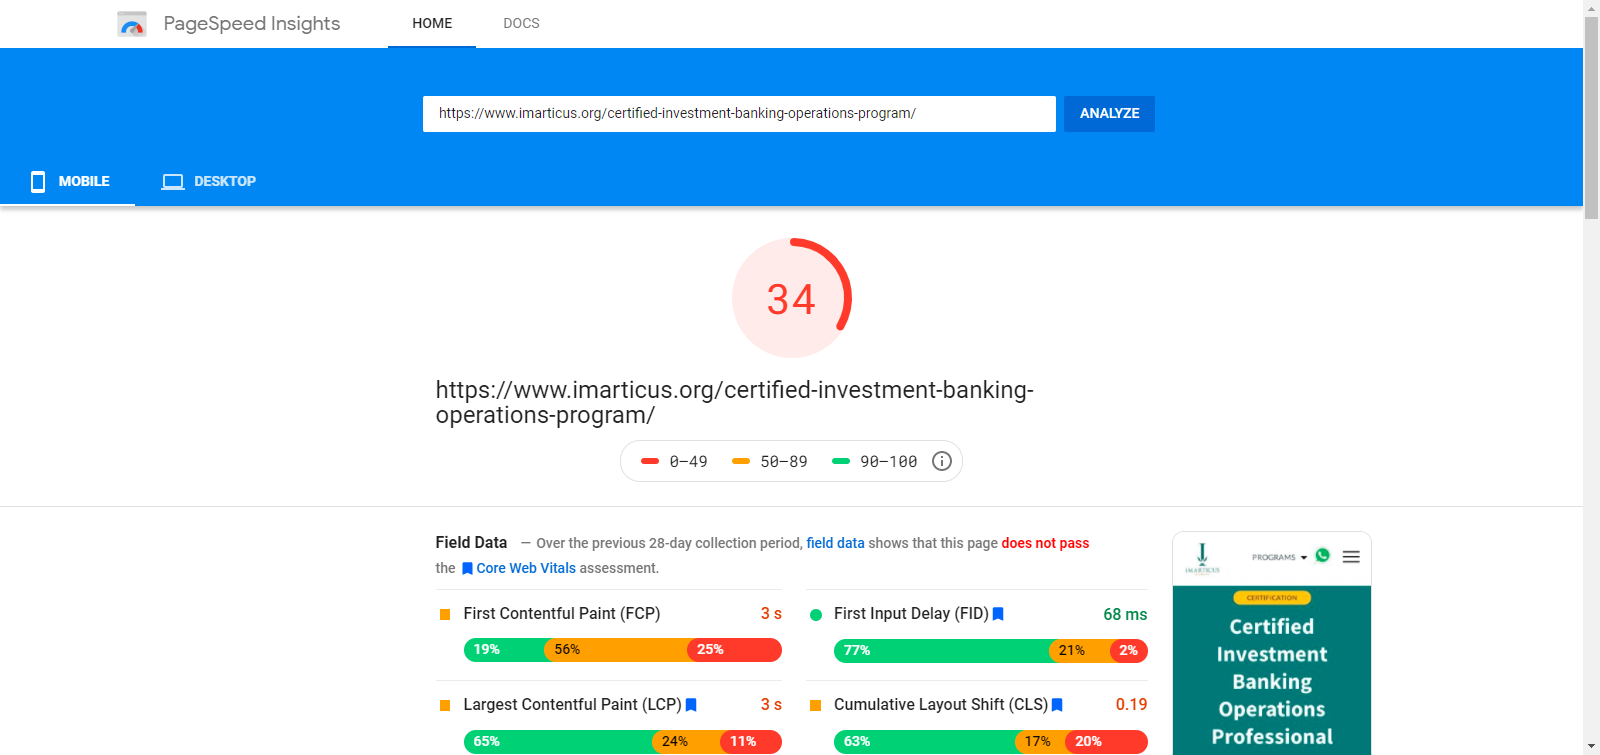 PageSpeed Insights
HOME
DOCS
https://www.imarticus.org/certified-investment-banking-operations-program/
ANALYZE
MOBILE
DESKTOP
34
https://www.imarticus.org/certified-investment-banking-
operations-program/
0–49
50–89
90–100
Field Data — Over the previous 28-day collection period, field data shows that this page does not pass
the Core Web Vitals assessment.
First Contentful Paint (FCP) 3 s
19% 56% 25%
First Input Delay (FID) 68 ms
77% 21% 2%
Largest Contentful Paint (LCP) 3 s
65% 24% 11%
Cumulative Layout Shift (CLS) 0.19
63% 17% 20%
IMARTICUS
PROGRAMS
CERTIFICATION
Certified
Investment
Banking
Operations
Professional